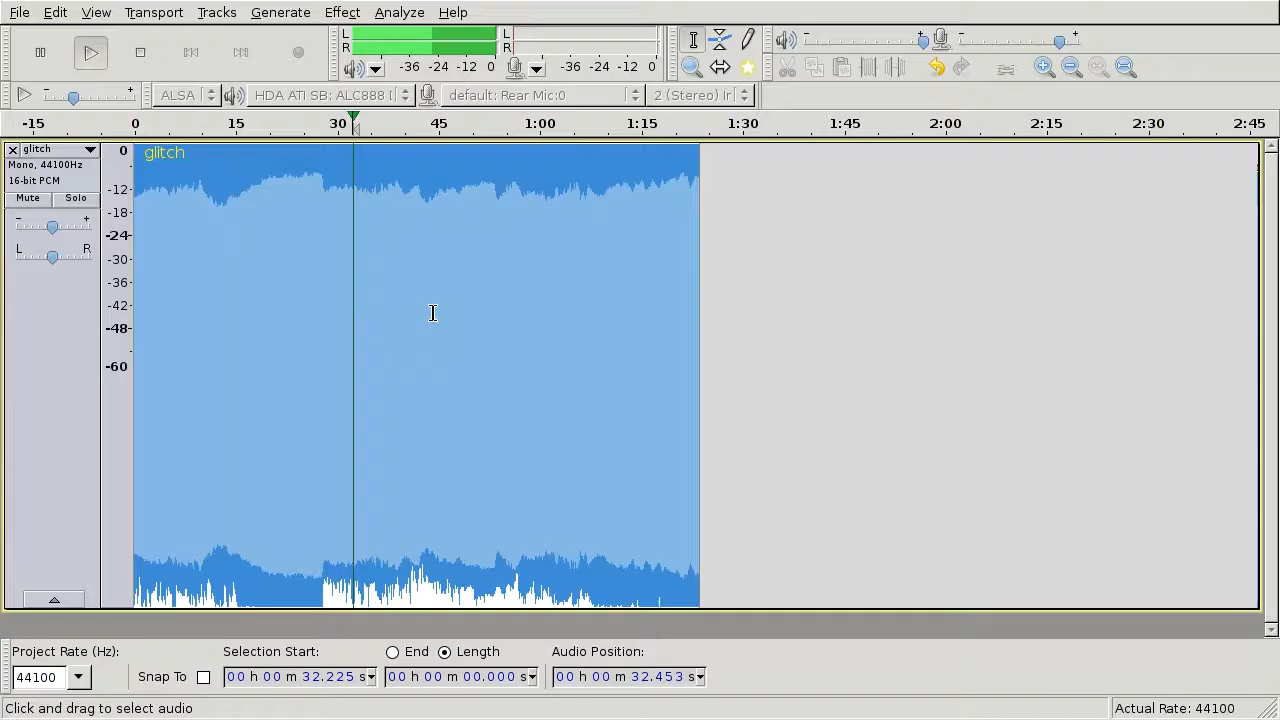 File Edit View Transport Tracks Generate Effect Analyze Help
L
R
-36 -24 -12 0
L
R
-36 -24 -12 0
ALSA
HDA ATI SB: ALC888
default: Rear Mic:0
2 (Stereo) Ir
-15 0 15 30 45 1:00 1:15 1:30 1:45 2:00 2:15 2:30 2:45
glitch
Mono, 44100Hz
16-bit PCM
Mute Solo
- +
L R
0
-12
-18
-24
-30
-36
-42
-48
-60
glitch
Project Rate (Hz): Selection Start: End Length Audio Position:
44100 Snap To 00 h 00 m 32.225 s 00 h 00 m 00.000 s 00 h 00 m 32.453 s
Click and drag to select audio Actual Rate: 44100